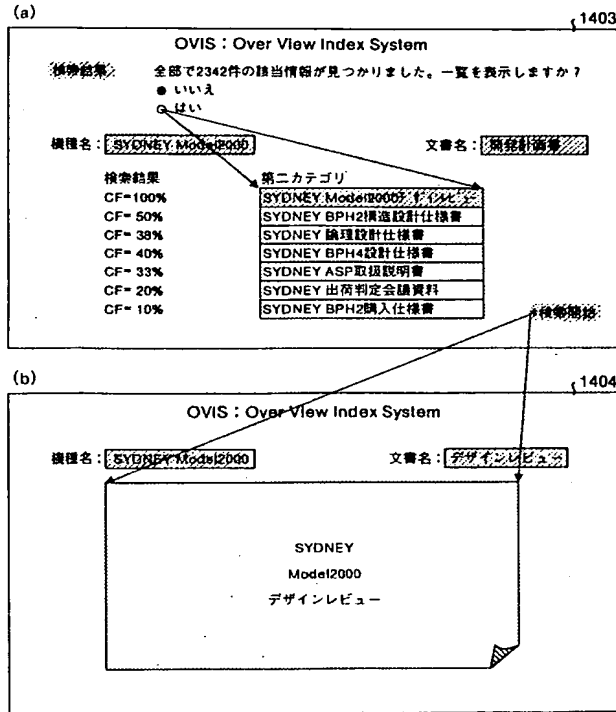 (a)
1403
OVIS：Over View Index System
検索結果 全部で2342件の該当情報が見つかりました。一覧を表示しますか？
● いいえ
○ はい
機種名： SYDNEY Model2000 文書名： 開発計画書
検索結果 第二カテゴリ
CF=100% SYDNEY Model2000デザインレビュー
CF= 50% SYDNEY BPH2構造設計仕様書
CF= 38% SYDNEY 論理設計仕様書
CF= 40% SYDNEY BPH4設計仕様書
CF= 33% SYDNEY ASP取扱説明書
CF= 20% SYDNEY 出荷判定会議資料
CF= 10% SYDNEY BPH2購入仕様書
検索開始
(b)
1404
OVIS：Over View Index System
機種名： SYDNEY Model2000 文書名： デザインレビュー
SYDNEY
Model2000
デザインレビュー